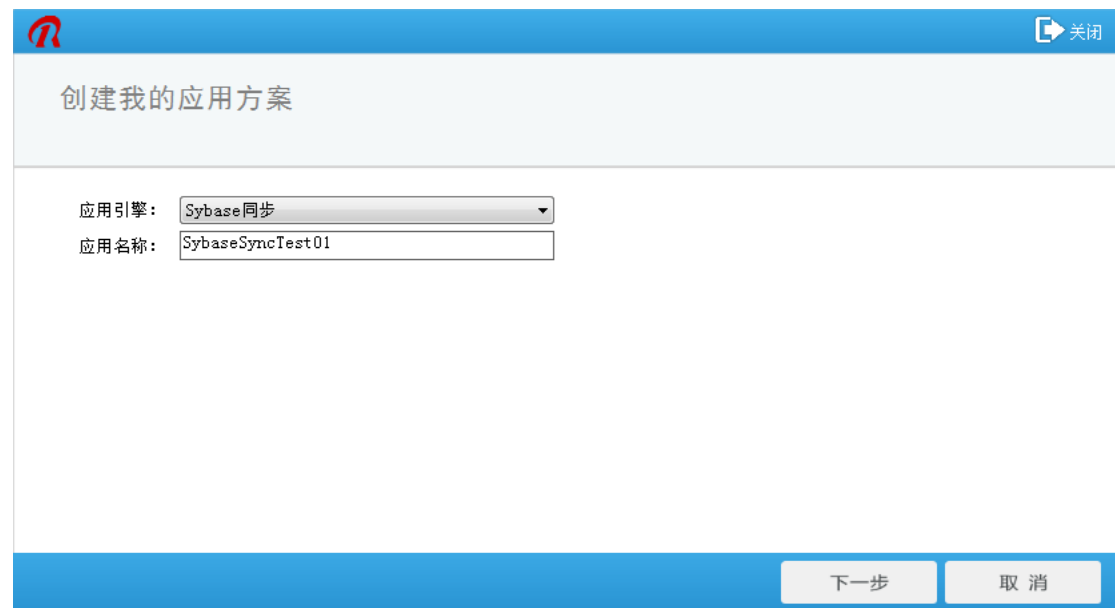 关闭
创建我的应用方案
应用引擎： Sybase同步
应用名称： SybaseSyncTest01
下一步 取 消